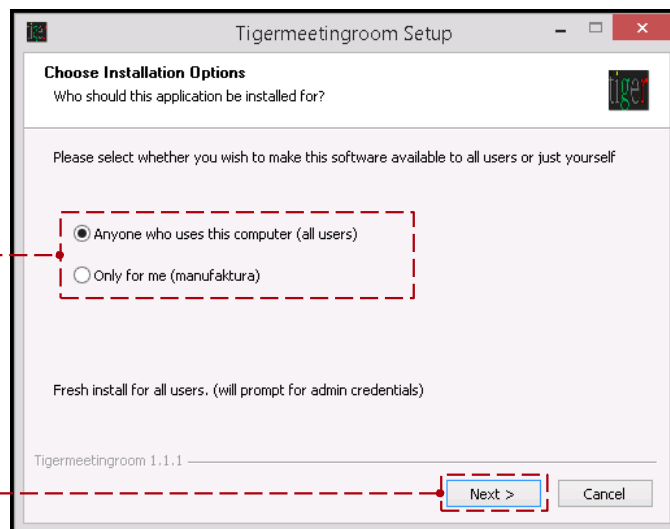 Tigermeetingroom Setup
Choose Installation Options
Who should this application be installed for?
tiger
Please select whether you wish to make this software available to all users or just yourself
Anyone who uses this computer (all users)
Only for me (manufaktura)
Fresh install for all users. (will prompt for admin credentials)
Tigermeetingroom 1.1.1
Next >
Cancel